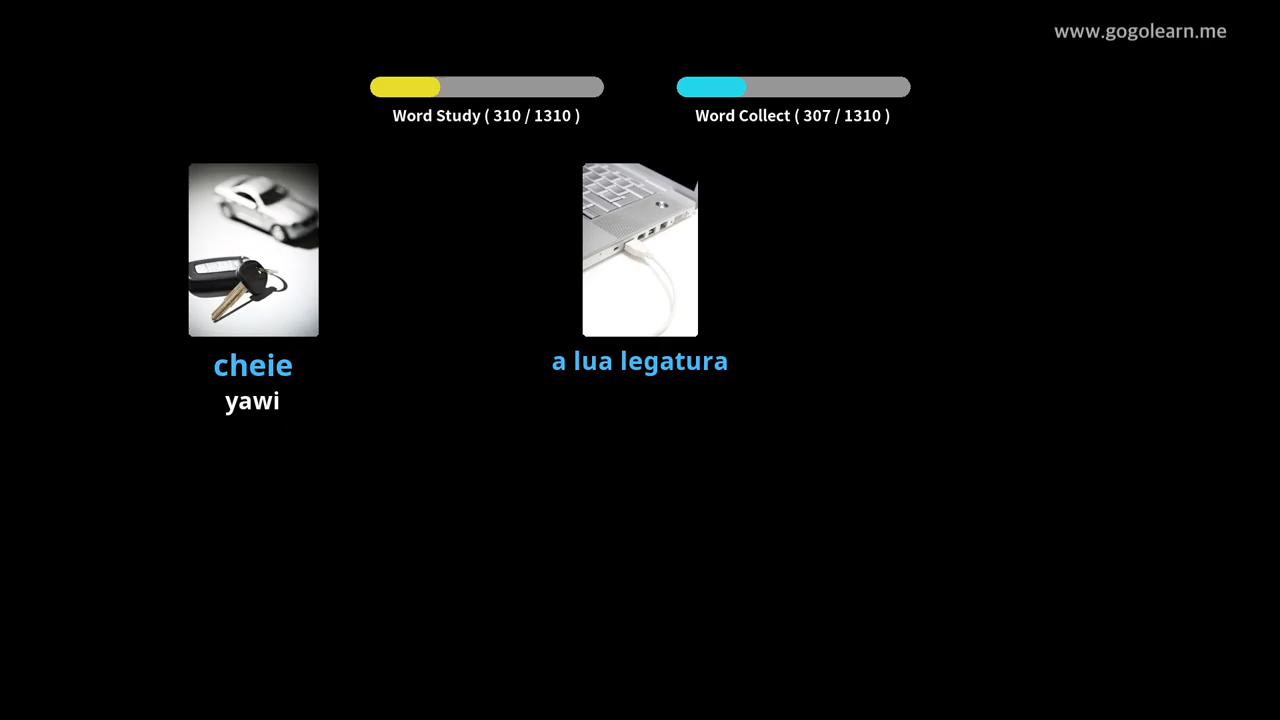 www.gogolearn.me
Word Study ( 310 / 1310 )
Word Collect ( 307 / 1310 )
cheie
yawi
a lua legatura